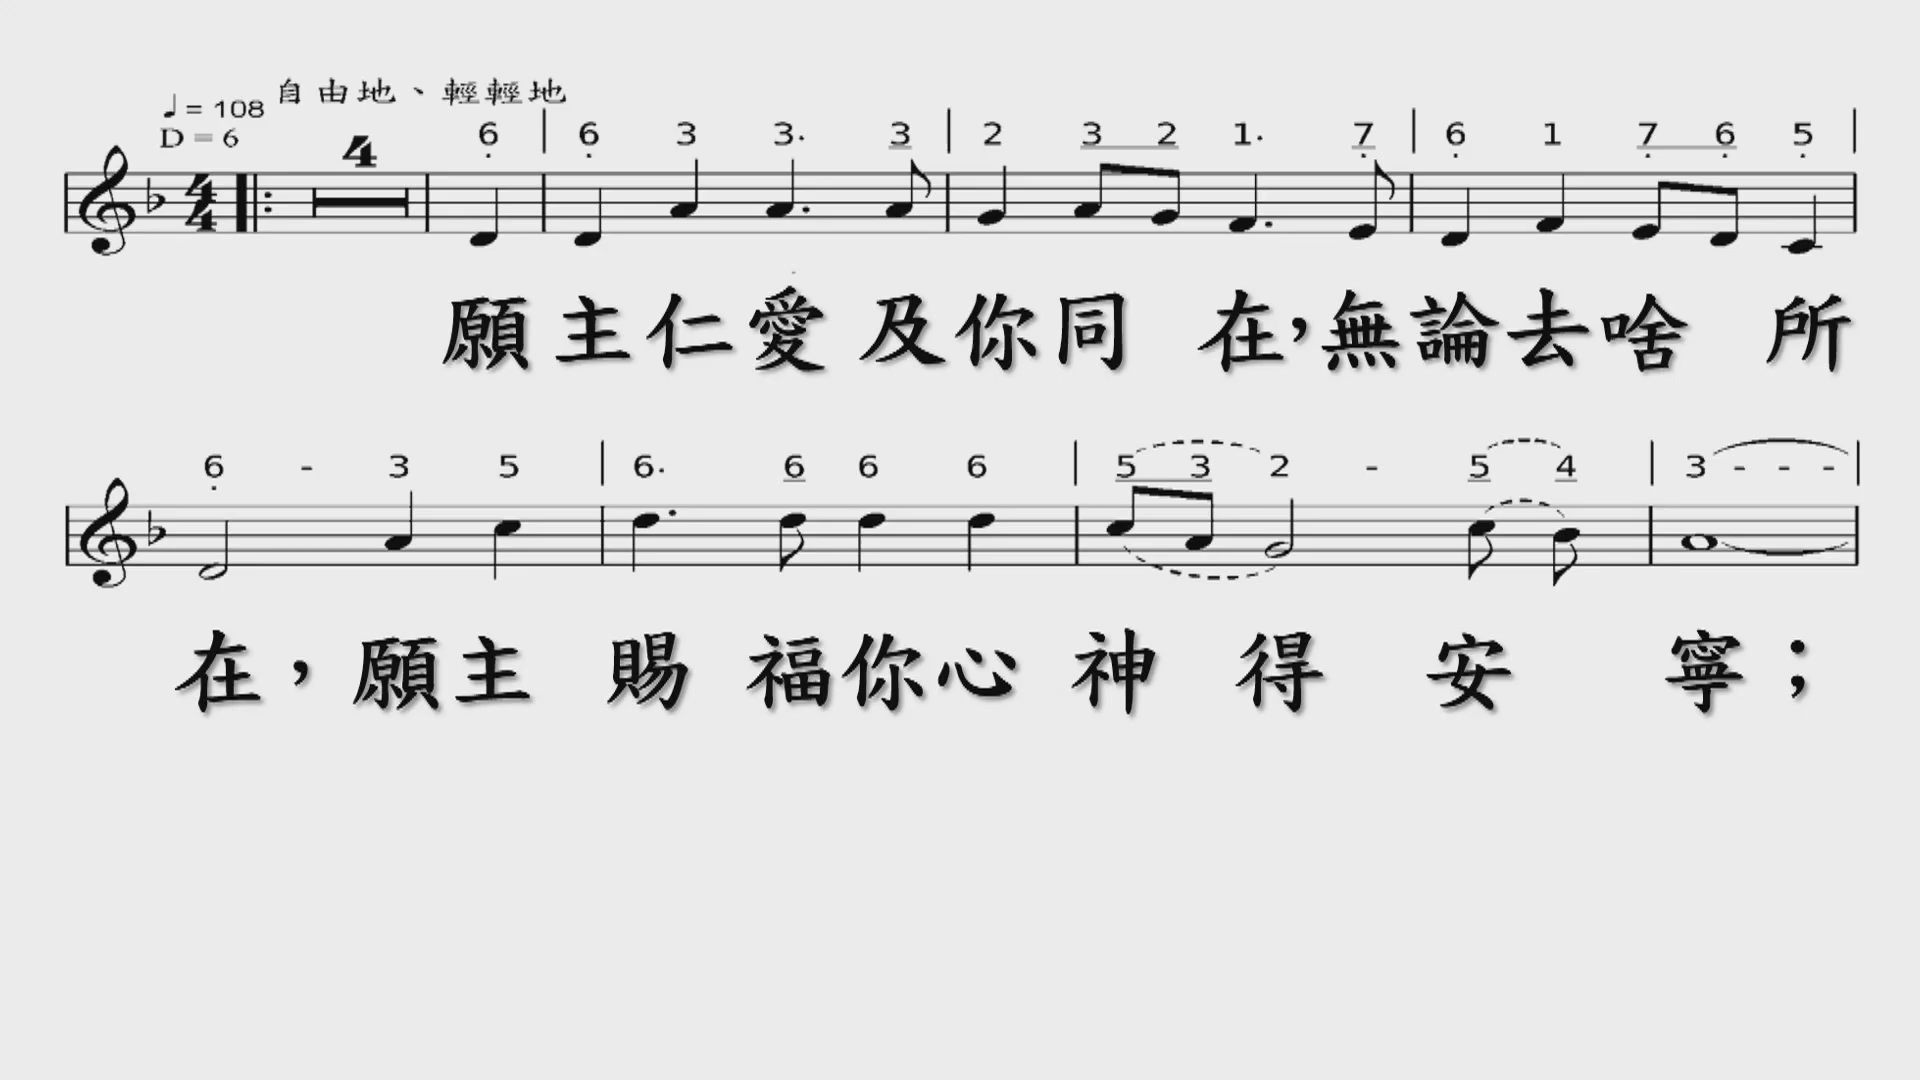 ♩= 108 自由地、輕輕地
D = 6
4
6̣ | 6̣ 3 3. 3 | 2 3 2 1. 7̣ | 6̣ 1 7̣ 6̣ 5̣ |
4/4
願主仁愛及你同在,無論去啥所
6̣ - 3 5 | 6. 6 6 6 | 5 3 2 - 5 4 | 3 - - - |
在,願主賜福你心神得安寧;